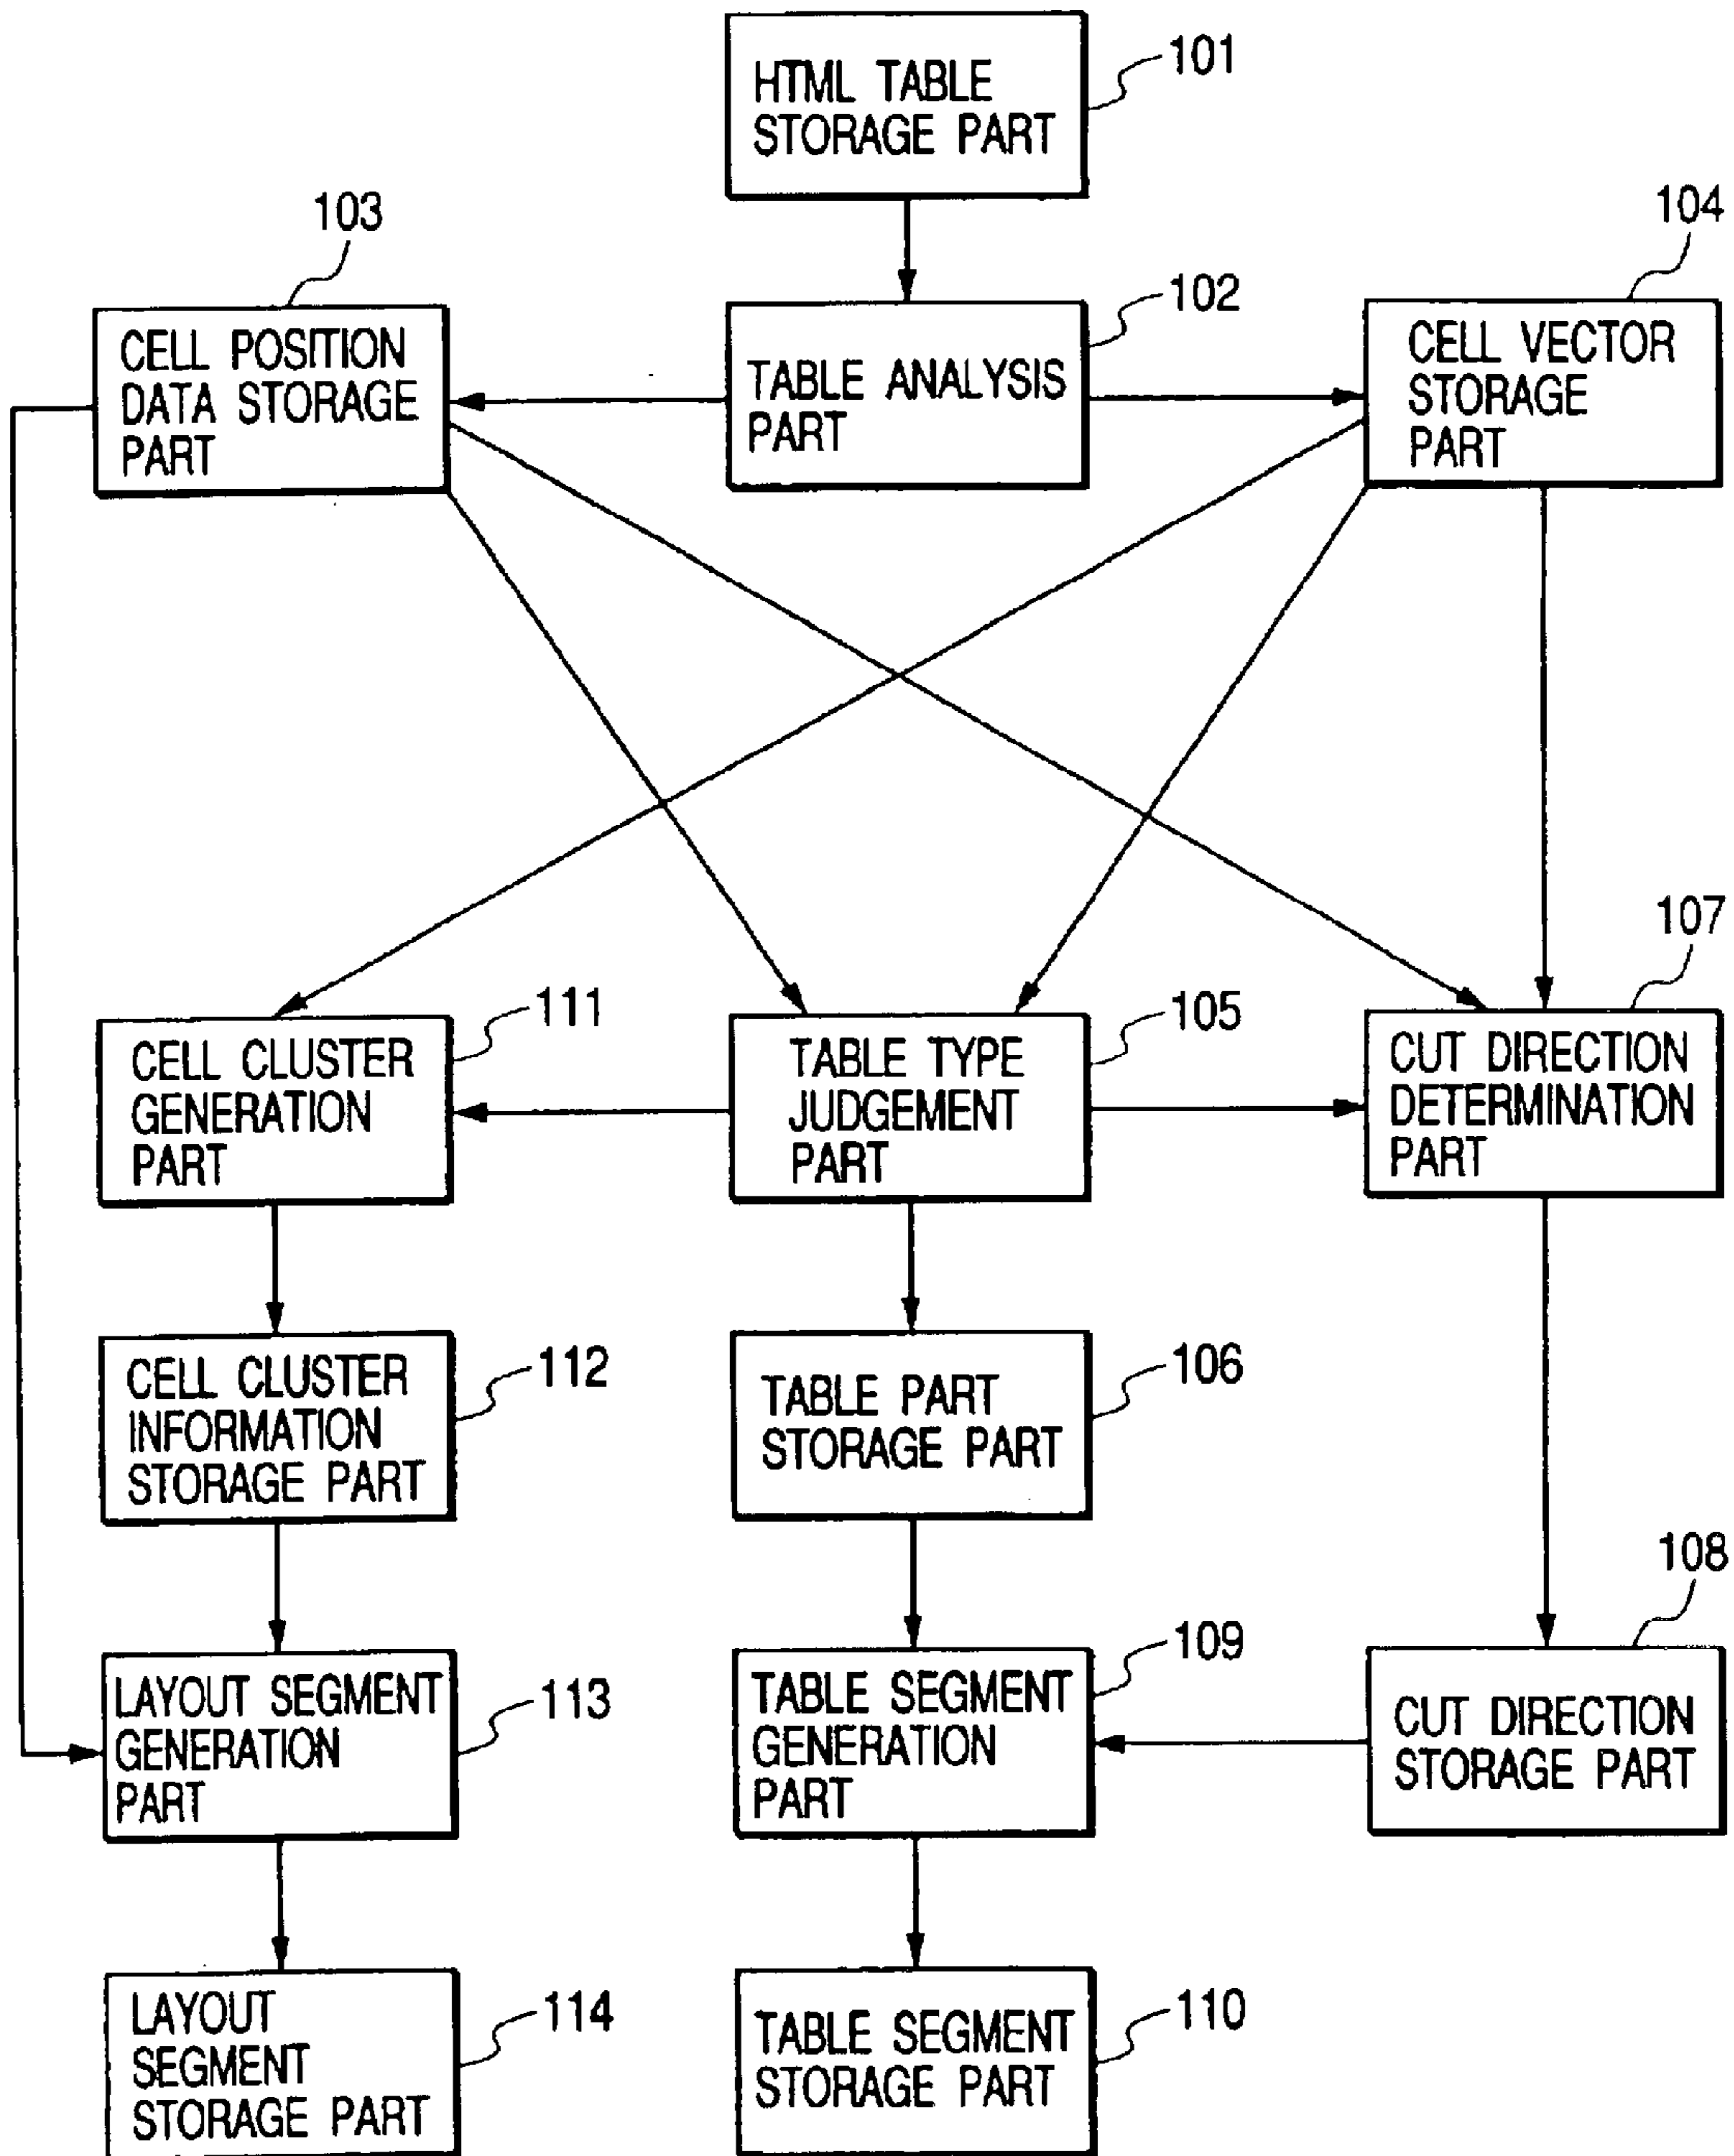 HTML TABLE
STORAGE PART
101
103
CELL POSITION
DATA STORAGE
PART
102
TABLE ANALYSIS
PART
104
CELL VECTOR
STORAGE
PART
111
CELL CLUSTER
GENERATION
PART
105
TABLE TYPE
JUDGEMENT
PART
107
CUT DIRECTION
DETERMINATION
PART
112
CELL CLUSTER
INFORMATION
STORAGE PART
106
TABLE PART
STORAGE PART
108
CUT DIRECTION
STORAGE PART
113
LAYOUT SEGMENT
GENERATION
PART
109
TABLE SEGMENT
GENERATION
PART
114
LAYOUT
SEGMENT
STORAGE PART
110
TABLE SEGMENT
STORAGE PART